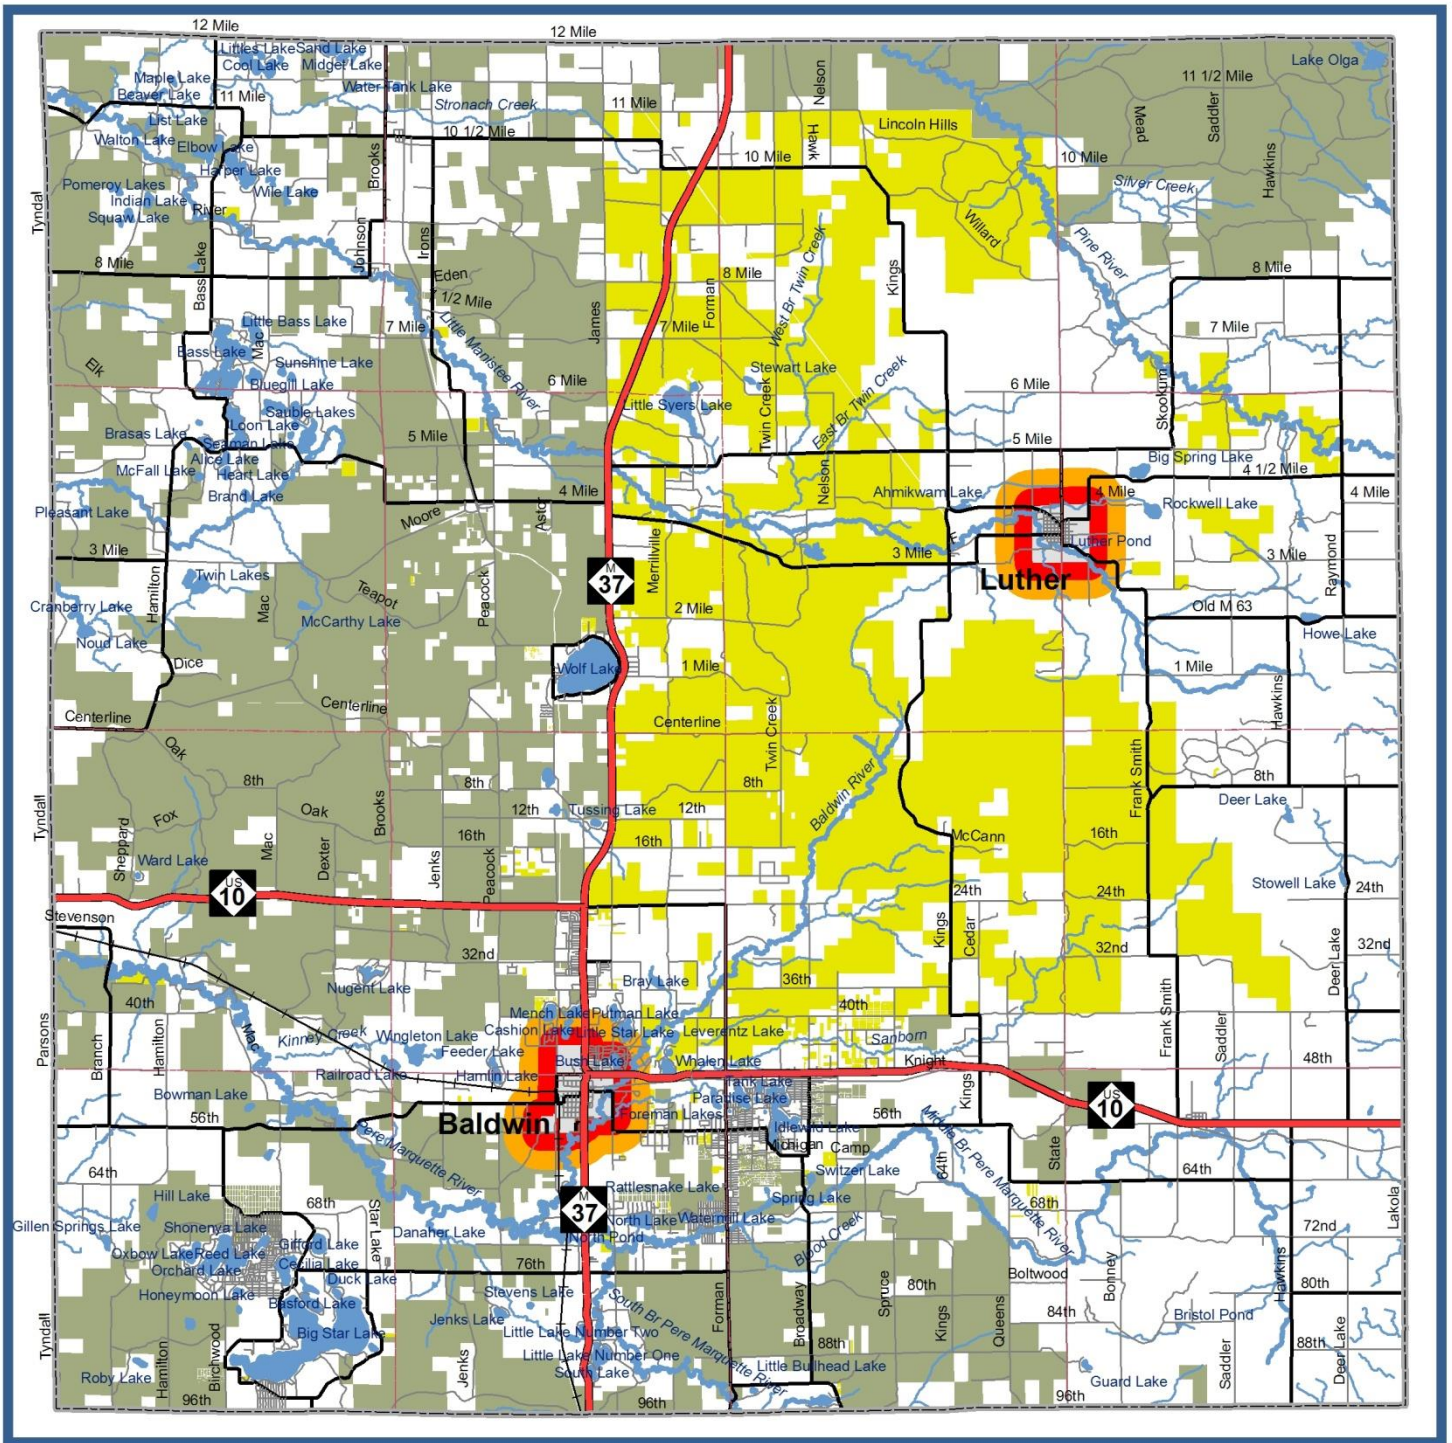 12 Mile
12 Mile
Littles Lake
Sand Lake
Cool Lake
Midget Lake
Maple Lake
Beaver Lake
11 Mile
Water Tank Lake
Stronach Creek
11 Mile
Nelson
11 1/2 Mile
Lake Olga
List Lake
Walton Lake
Elbow Lake
10 1/2 Mile
Hawk
Lincoln Hills
Mead
Saddler
Hawkins
10 Mile
10 Mile
Harper Lake
Wile Lake
Brooks
Pomeroy Lakes
Indian Lake
Squaw Lake
River
Silver Creek
Tyndal
Johnson
Irons
Willard
Pine River
8 Mile
Bass Lake
Eden
7 1/2 Mile
8 Mile
Forman
West Br Twin Creek
Kings
8 Mile
Little Bass Lake
Mac
7 Mile
Little Manistee River
James
7 Mile
7 Mile
Bass Lake
Sunshine Lake
Elk
Bluegill Lake
6 Mile
Stewart Lake
Twin Creek
East Br Twin Creek
6 Mile
Skookum
Sauble Lakes
Loon Lake
Little Syers Lake
Brasas Lake
Seaman Lake
5 Mile
5 Mile
Alice Lake
McFall Lake
Heart Lake
Brand Lake
Nelson
Big Spring Lake
4 1/2 Mile
4 Mile
Ahmikwam Lake
4 Mile
Rockwell Lake
4 Mile
Pleasant Lake
Moore
Astor
Luther Pond
3 Mile
3 Mile
3 Mile
M
37
Merrillville
Luther
Raymond
Twin Lakes
Hamilton
Mac
Teapot
Peacock
Cranberry Lake
McCarthy Lake
2 Mile
Old M 63
Howe Lake
Noud Lake
Dice
Wolf Lake
1 Mile
1 Mile
Centerline
Centerline
Centerline
Twin Creek
Hawkins
Oak
8th
8th
8th
Baldwin River
Frank Smith
8th
Tyndall
Sheppard
Fox
Oak
Brooks
12th
Tussing Lake
12th
Deer Lake
Mac
Dexter
16th
16th
McCann
16th
Ward Lake
Jenks
Peacock
US
10
24th
24th
Stowell Lake
24th
Stevenson
Kings
Cedar
32nd
32nd
Deer Lake
32nd
40th
Nugent Lake
Bray Lake
36th
40th
Mench Lake
Putman Lake
Parsons
Branch
Hamilton
Mac
Kinney Creek
Wingleton Lake
Cashion Lake
Little Star Lake
Leverentz Lake
Sanborn
Frank Smith
Saddler
Feeder Lake
Bush Lake
Whalen Lake
Knight
48th
Railroad Lake
Hamlin Lake
Tank Lake
Bowman Lake
Paradise Lake
Kings
US
10
56th
Baldwin
Foreman Lakes
Idlewild Lake
56th
Middle Br Pere Marquette River
Pere Marquette River
Michigan
Camp
State
64th
Switzer Lake
64th
64th
Hill Lake
68th
Star Lake
Rattlesnake Lake
Spring Lake
68th
Lakola
Gillen Springs Lake
Shonenya Lake
M
37
North Lake
Watermill Lake
72nd
Danaher Lake
North Pond
Oxbow Lake
Reed Lake
Gifford Lake
Cecilia Lake
Blood Creek
Orchard Lake
76th
Duck Lake
Boltwood
Bonney
Hawkins
Honeymoon Lake
Basford Lake
Stevens Lake
South Br Pere Marquette River
Forman
Broadway
Spruce
80th
80th
Tyndall
Big Star Lake
Jenks Lake
Little Lake Number Two
Kings
Queens
84th
Bristol Pond
Birchwood
Little Lake Number One
88th
88th
Roby Lake
Hamilton
Jenks
South Lake
Little Bullhead Lake
Guard Lake
Saddler
Deer Lake
96th
96th
96th